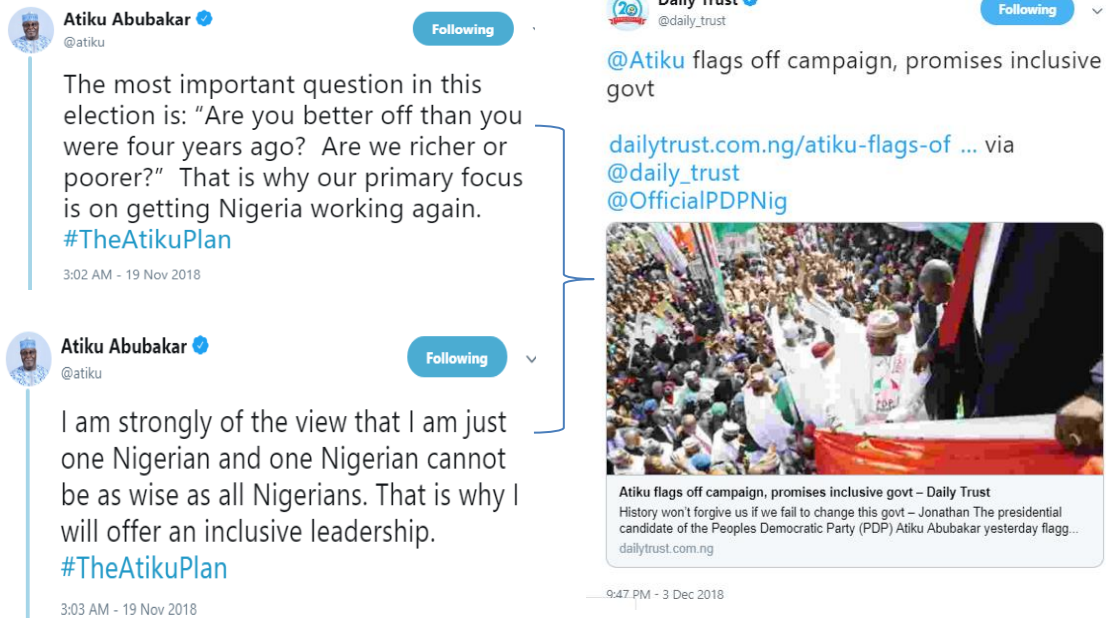 Atiku Abubakar
@atiku
Following
The most important question in this
election is: “Are you better off than you
were four years ago? Are we richer or
poorer?” That is why our primary focus
is on getting Nigeria working again.
#TheAtikuPlan
3:02 AM - 19 Nov 2018
Atiku Abubakar
@atiku
Following
I am strongly of the view that I am just
one Nigerian and one Nigerian cannot
be as wise as all Nigerians. That is why I
will offer an inclusive leadership.
#TheAtikuPlan
3:03 AM - 19 Nov 2018
20
Daily Trust
@daily_trust
Following
@Atiku flags off campaign, promises inclusive
govt
dailytrust.com.ng/atiku-flags-of ... via
@daily_trust
@OfficialPDPNig
PDP
Atiku flags off campaign, promises inclusive govt – Daily Trust
History won't forgive us if we fail to change this govt – Jonathan The presidential
candidate of the Peoples Democratic Party (PDP) Atiku Abubakar yesterday flagg...
dailytrust.com.ng
9:47 PM - 3 Dec 2018